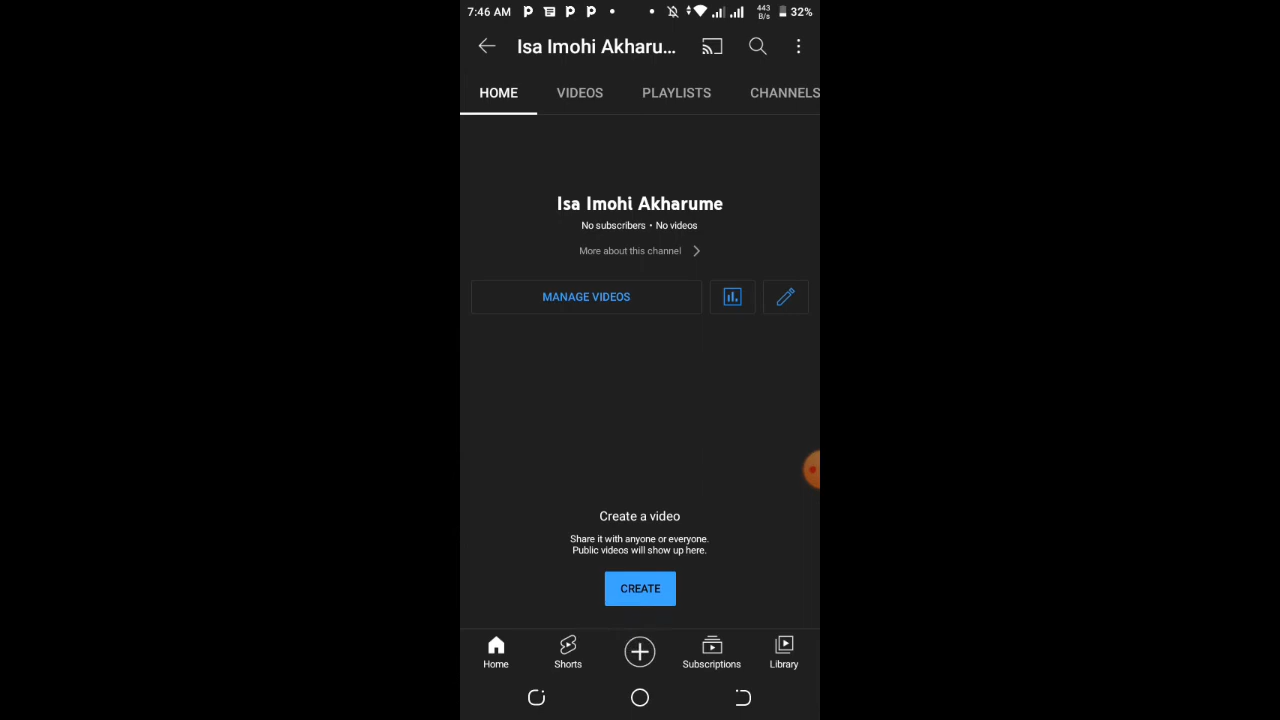 7:46 AM
443 B/s
32%
Isa Imohi Akharu...
HOME
VIDEOS
PLAYLISTS
CHANNELS
Isa Imohi Akharume
No subscribers • No videos
More about this channel
MANAGE VIDEOS
Create a video
Share it with anyone or everyone.
Public videos will show up here.
CREATE
Home
Shorts
Subscriptions
Library